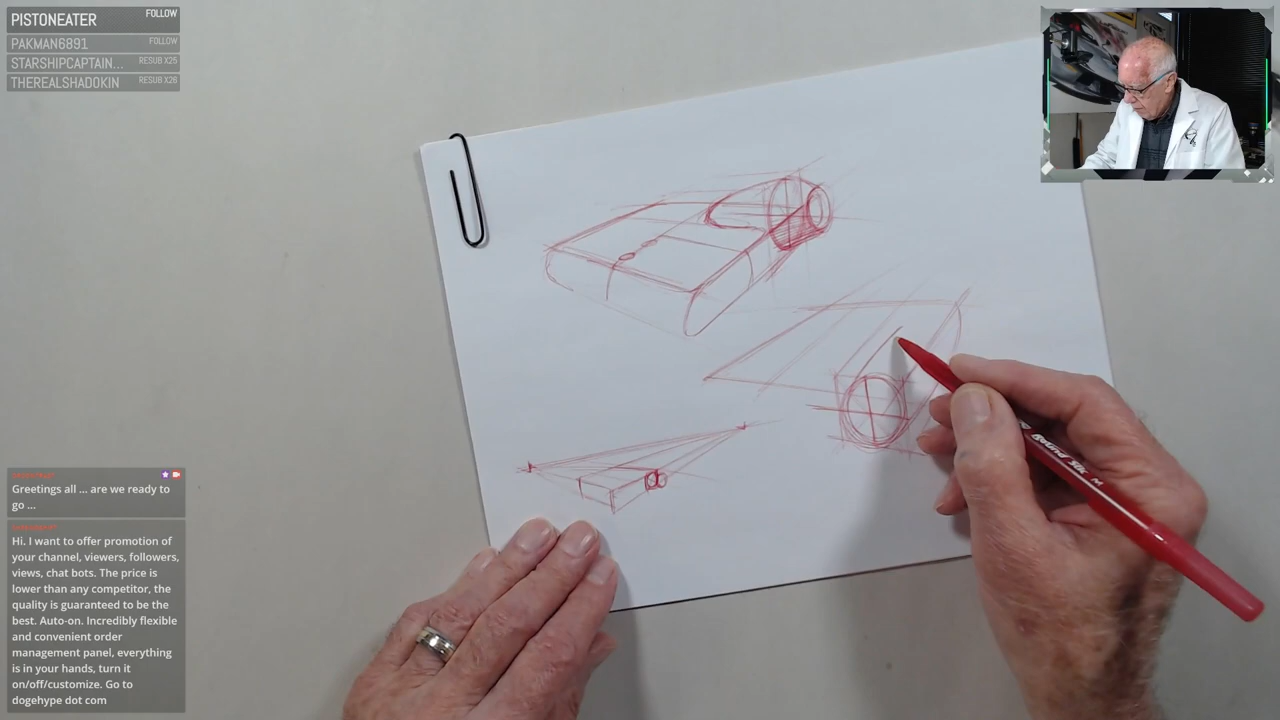 PISTONEATER FOLLOW
PAKMAN6891 FOLLOW
STARSHIPCAPTAIN... RESUB X25
THEREALSHADOKIN RESUB X26
Greetings all ... are we ready to
go ...
Hi. I want to offer promotion of
your channel, viewers, followers,
views, chat bots. The price is
lower than any competitor, the
quality is guaranteed to be the
best. Auto-on. Incredibly flexible
and convenient order
management panel, everything
is in your hands, turn it
on/off/customize. Go to
dogehype dot com